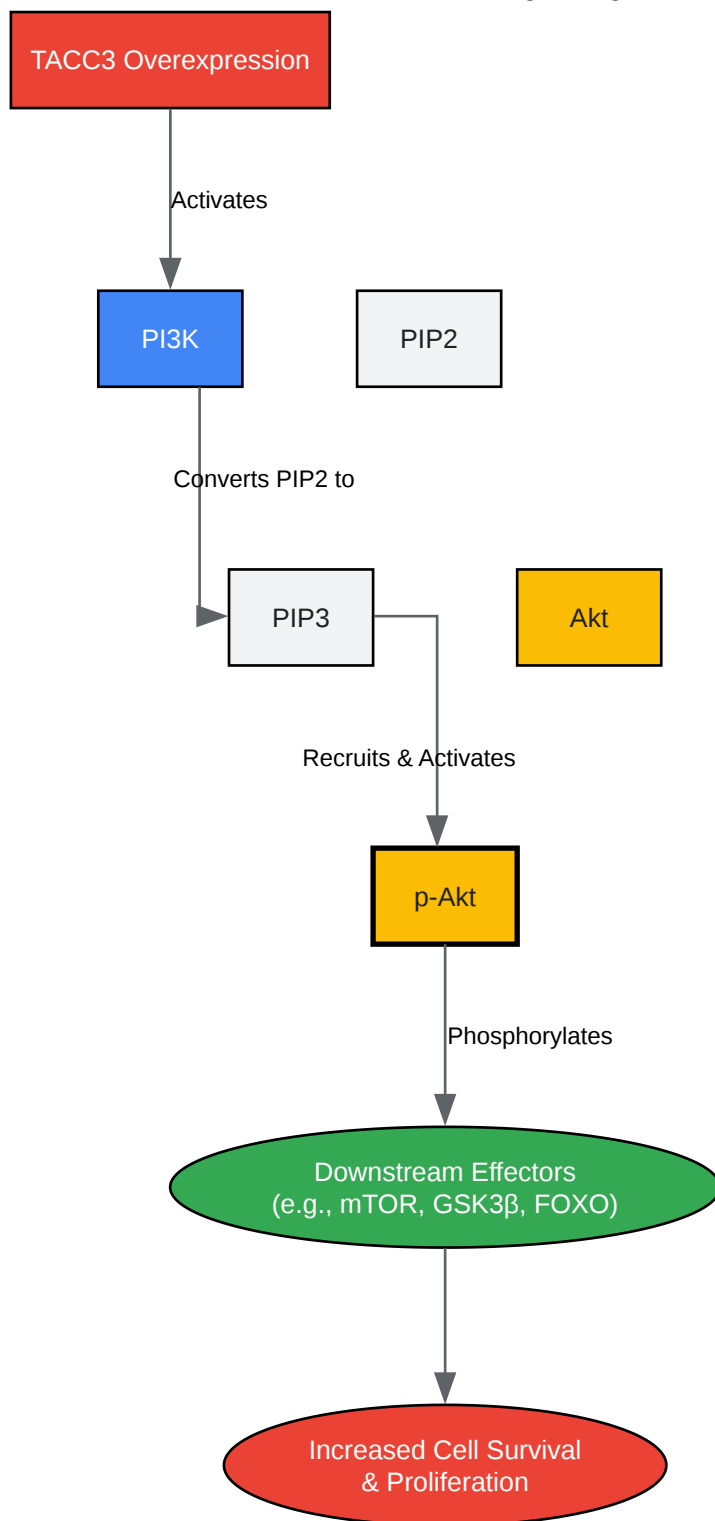 TACC3 Overexpression
Activates
PI3K
PIP2
Converts PIP2 to
PIP3
Akt
Recruits & Activates
p-Akt
Phosphorylates
Downstream Effectors
(e.g., mTOR, GSK3β, FOXO)
Increased Cell Survival
& Proliferation